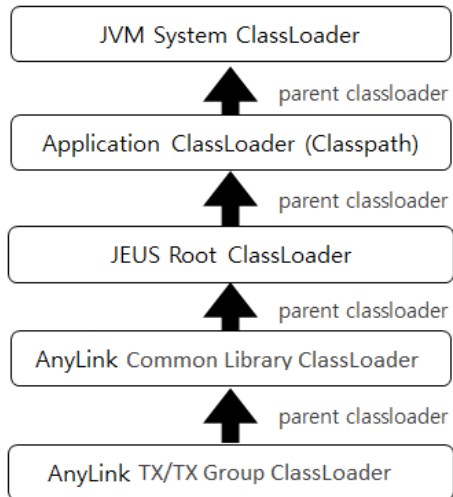 JVM System ClassLoader
parent classloader
Application ClassLoader (Classpath)
parent classloader
JEUS Root ClassLoader
parent classloader
AnyLink Common Library ClassLoader
parent classloader
AnyLink TX/TX Group ClassLoader